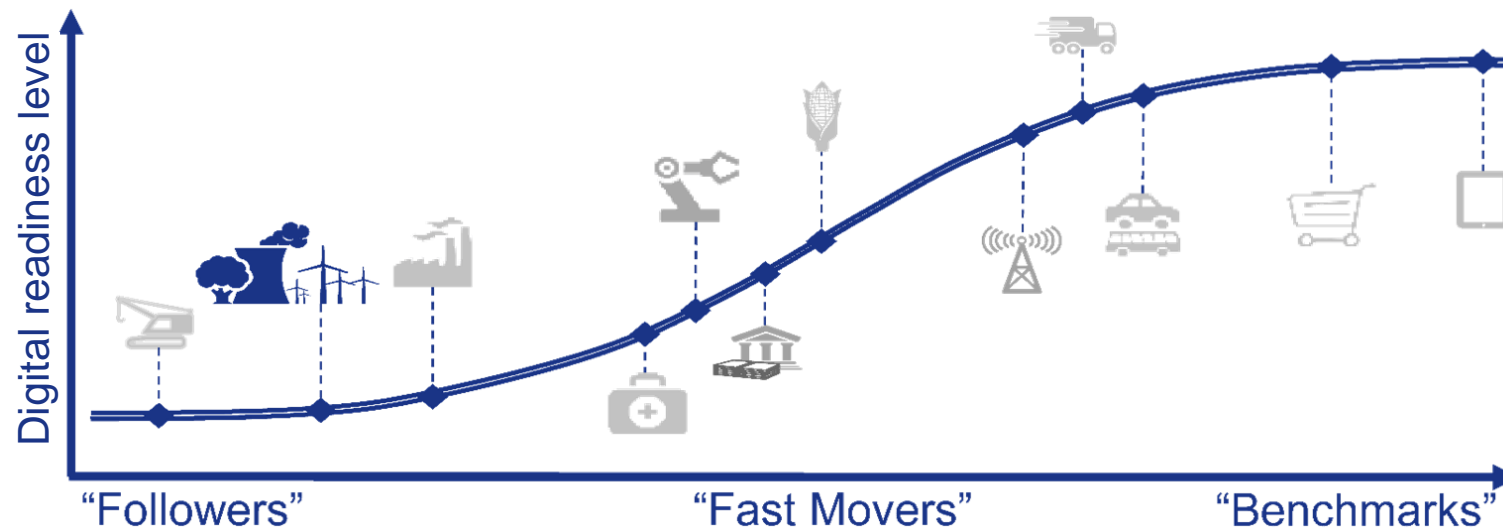 Digital readiness level
“Followers”
“Fast Movers”
“Benchmarks”